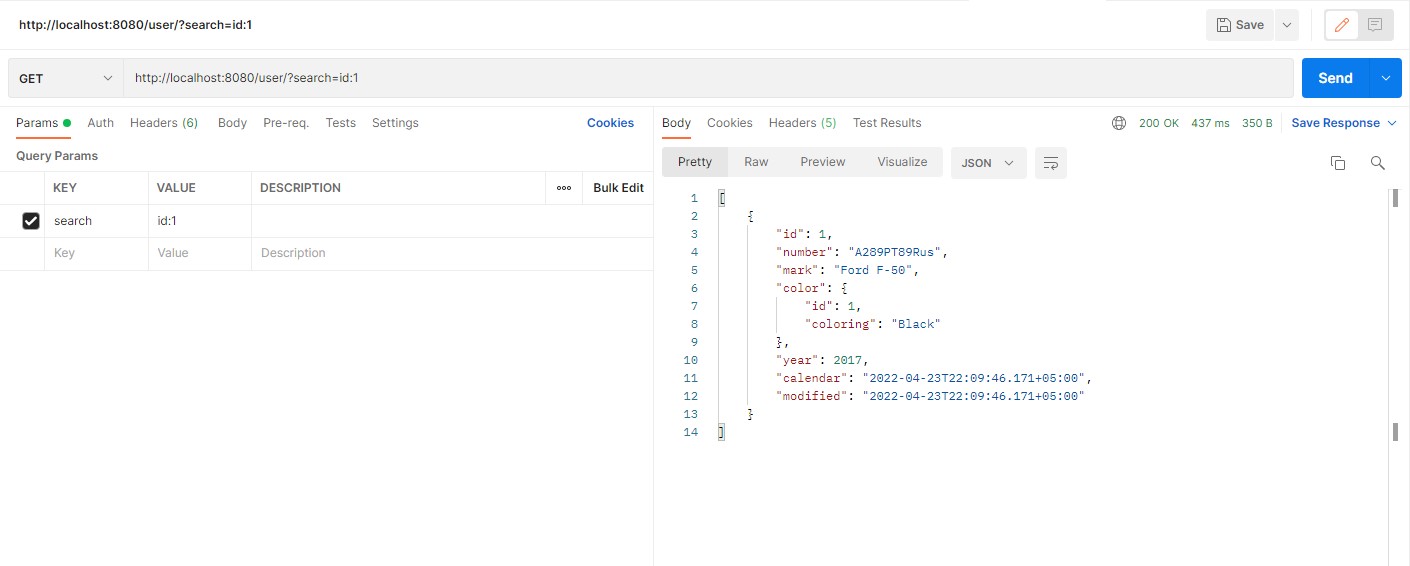 http://localhost:8080/user/?search=id:1
Save
GET
http://localhost:8080/user/?search=id:1
Send
Params Auth Headers (6) Body Pre-req. Tests Settings Cookies
Query Params
KEY VALUE DESCRIPTION ooo Bulk Edit
search id:1
Key Value Description
Body Cookies Headers (5) Test Results 200 OK 437 ms 350 B Save Response
Pretty Raw Preview Visualize JSON
1 [
2 {
3 "id": 1,
4 "number": "A289PT89Rus",
5 "mark": "Ford F-50",
6 "color": {
7 "id": 1,
8 "coloring": "Black"
9 },
10 "year": 2017,
11 "calendar": "2022-04-23T22:09:46.171+05:00",
12 "modified": "2022-04-23T22:09:46.171+05:00"
13 }
14 ]